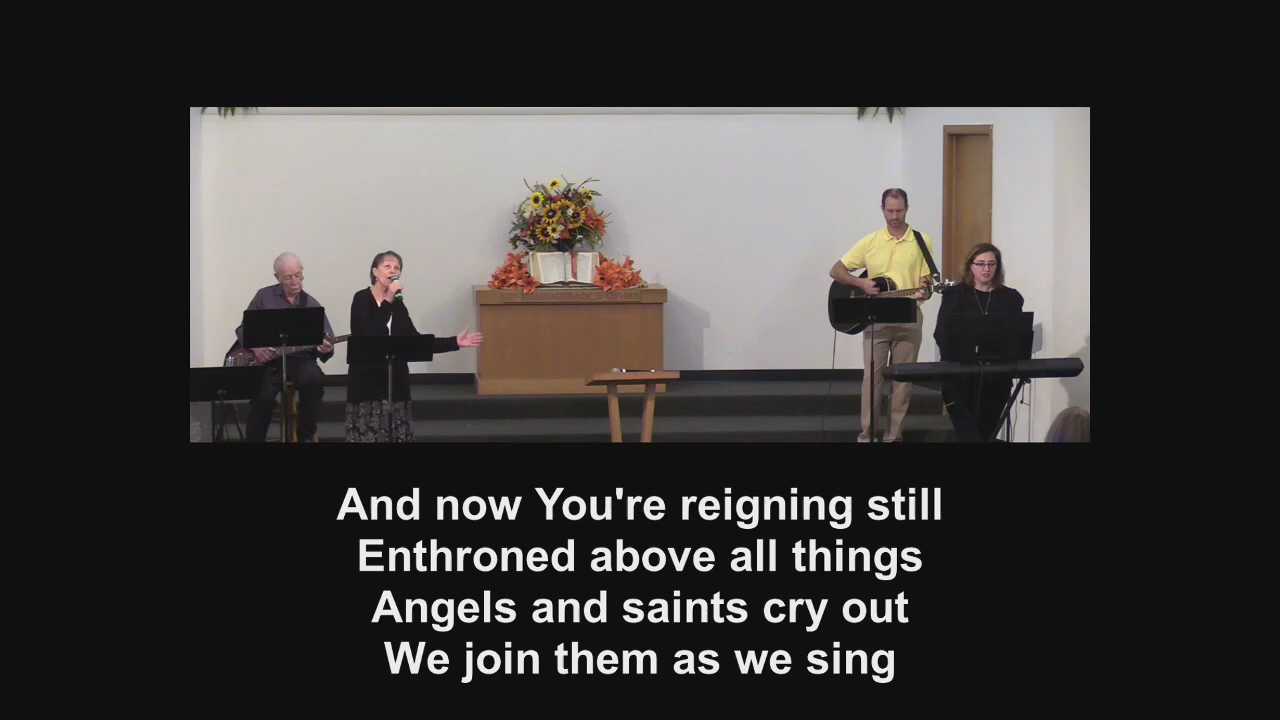 And now You're reigning still
Enthroned above all things
Angels and saints cry out
We join them as we sing